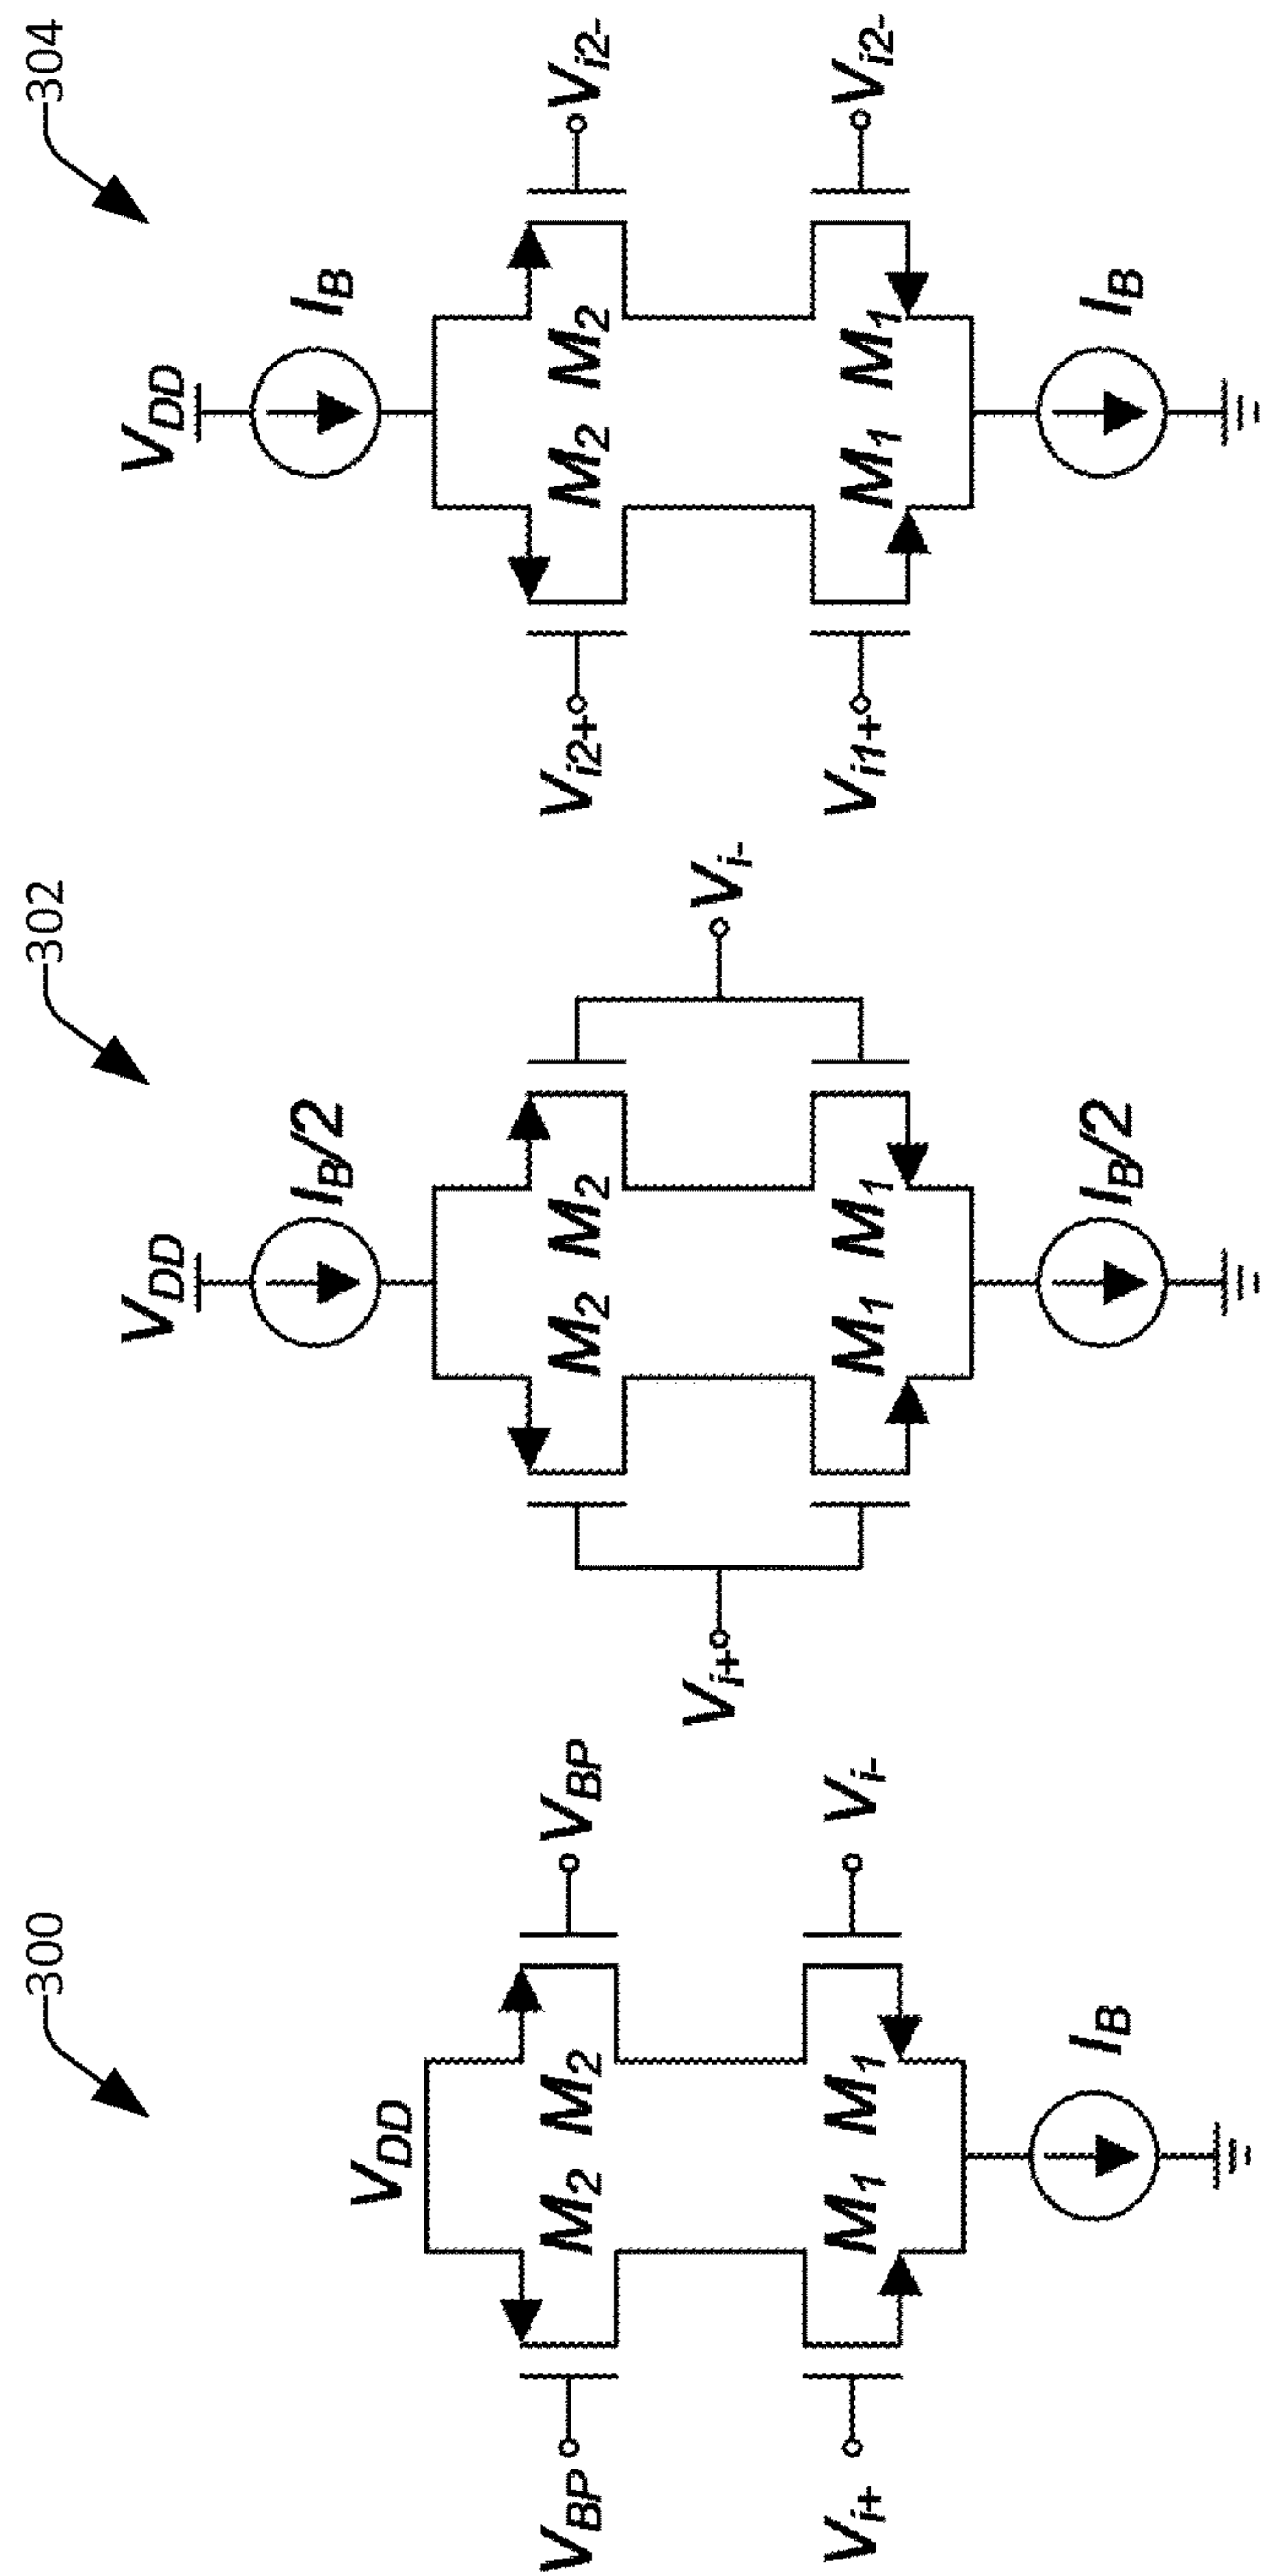 300
V_DD
V_BP
M_2 M_2
V_BP
V_i+
M_1 M_1
V_i-
I_B
302
V_DD
I_B/2
M_2 M_2
V_i+
V_i-
M_1 M_1
I_B/2
304
V_DD
I_B
V_i2+
M_2 M_2
V_i2-
V_i1+
M_1 M_1
V_i2-
I_B